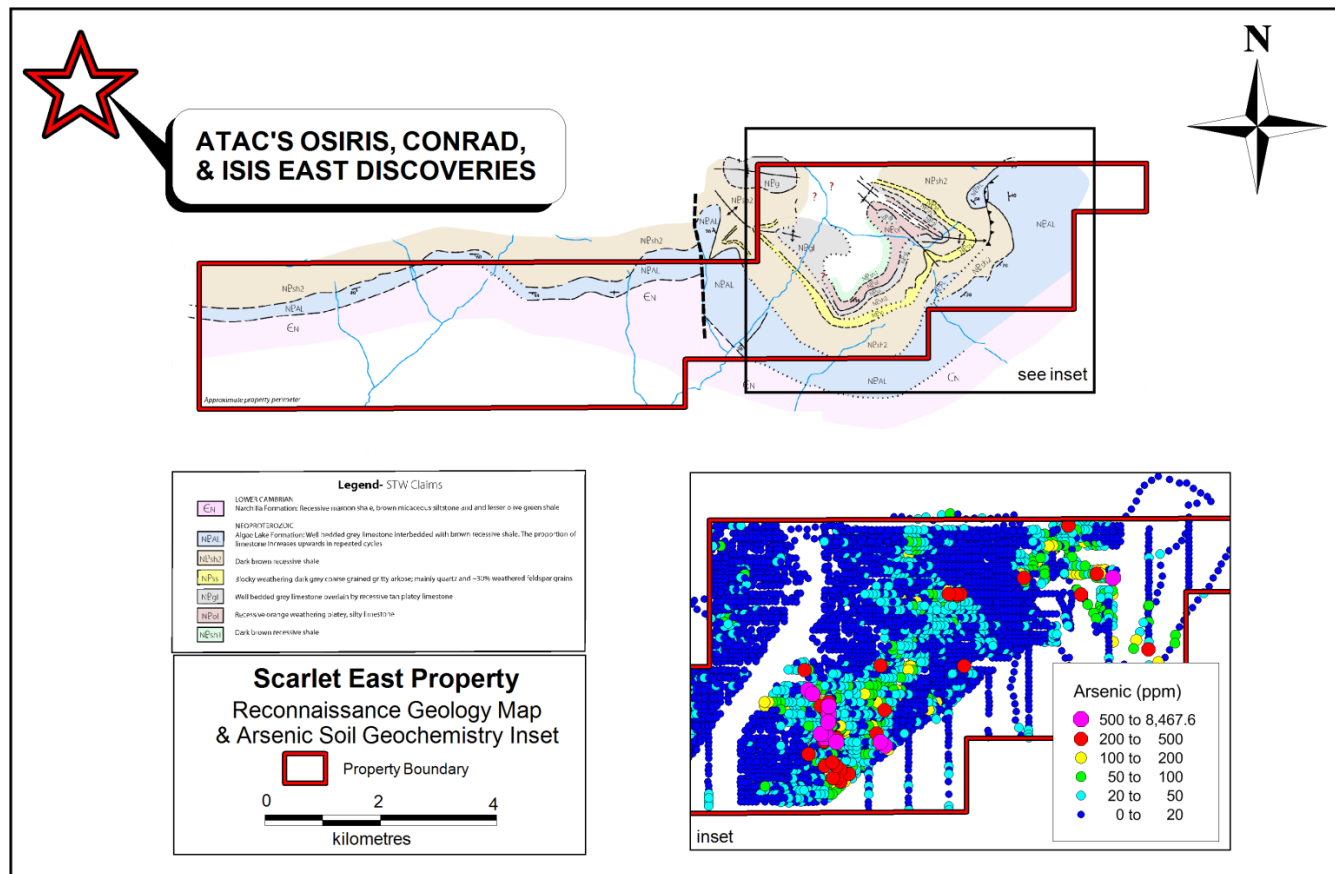 N
ATAC'S OSIRIS, CONRAD,
& ISIS EAST DISCOVERIES
see inset
Approximate property perimeter
Legend- STW Claims
LOWER CAMBRIAN
ЄN
Narchilla Formation: Recessive maroon shale, brown micaceous siltstone and and lesser olive green shale
NEOPROTEROZOIC
Algae Lake Formation: Well bedded grey limestone interbedded with brown recessive shale. The proportion of
limestone increases upwards in repeated cycles
Dark brown recessive shale
Blocky weathering dark grey coarse grained gritty arkose; mainly quartz and ~30% weathered feldspar grains
Well bedded grey limestone overlain by recessive tan platey limestone
Recessive orange weathering platey, silty limestone
Dark brown recessive shale
Scarlet East Property
Reconnaissance Geology Map
& Arsenic Soil Geochemistry Inset
Property Boundary
0 2 4
kilometres
Arsenic (ppm)
500 to 8,467.6
200 to 500
100 to 200
50 to 100
20 to 50
0 to 20
inset